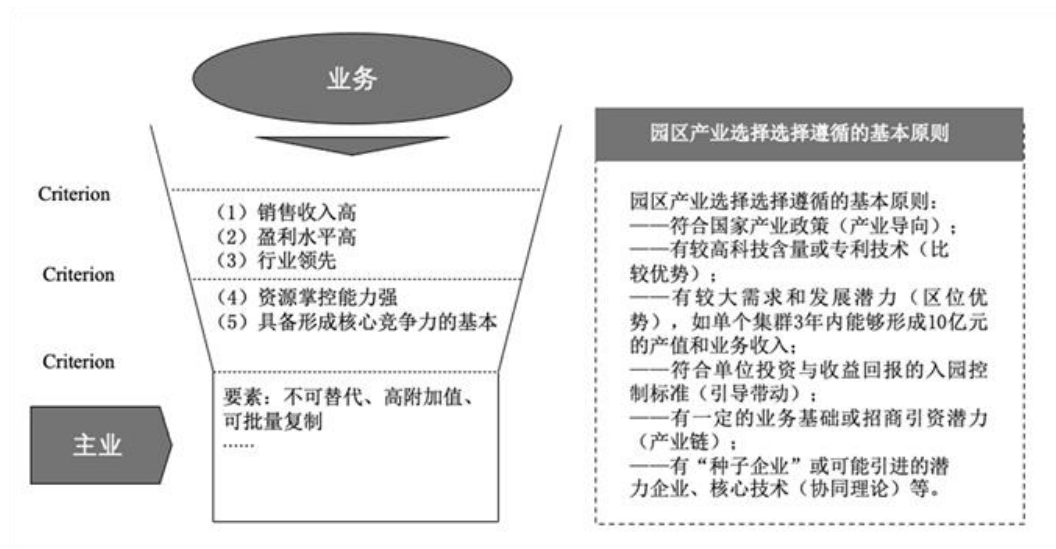 业务
Criterion
（1）销售收入高
（2）盈利水平高
（3）行业领先
Criterion
（4）资源掌控能力强
（5）具备形成核心竞争力的基本
Criterion
要素：不可替代、高附加值、
可批量复制
……
主业
园区产业选择选择遵循的基本原则
园区产业选择选择遵循的基本原则：
——符合国家产业政策（产业导向）；
——有较高科技含量或专利技术（比
较优势）；
——有较大需求和发展潜力（区位优
势），如单个集群3年内能够形成10亿元
的产值和业务收入；
——符合单位投资与收益回报的入园控
制标准（引导带动）；
——有一定的业务基础或招商引资潜力
（产业链）；
——有“种子企业”或可能引进的潜
力企业、核心技术（协同理论）等。